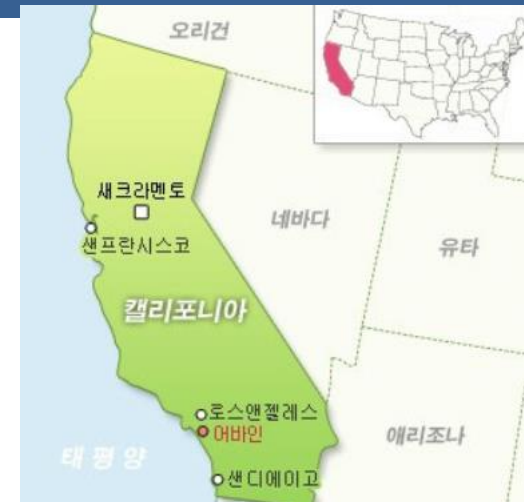 오리건
새크라멘토
네바다
샌프란시스코
유타
캘리포니아
로스앤젤레스
어바인
애리조나
태평양
샌디에이고